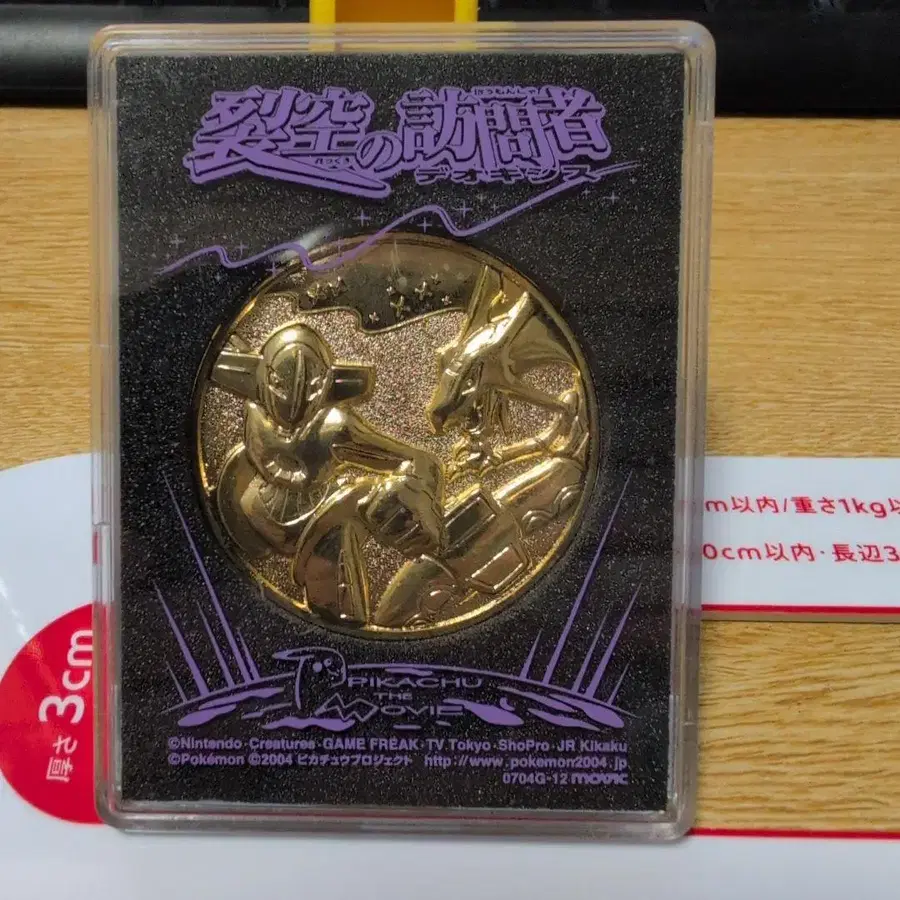 裂空の訪問者
れっくう
ほうもんしゃ
デオキシス
PIKACHU
THE
MOVIE
©Nintendo·Creatures·GAME FREAK·TV Tokyo·ShoPro·JR Kikaku
©Pokémon ©2004 ピカチュウプロジェクト http://www.pokemon2004.jp
0704G-12 movic
m以内/重さ1kg以
0cm以内·長辺3
厚さ 3cm